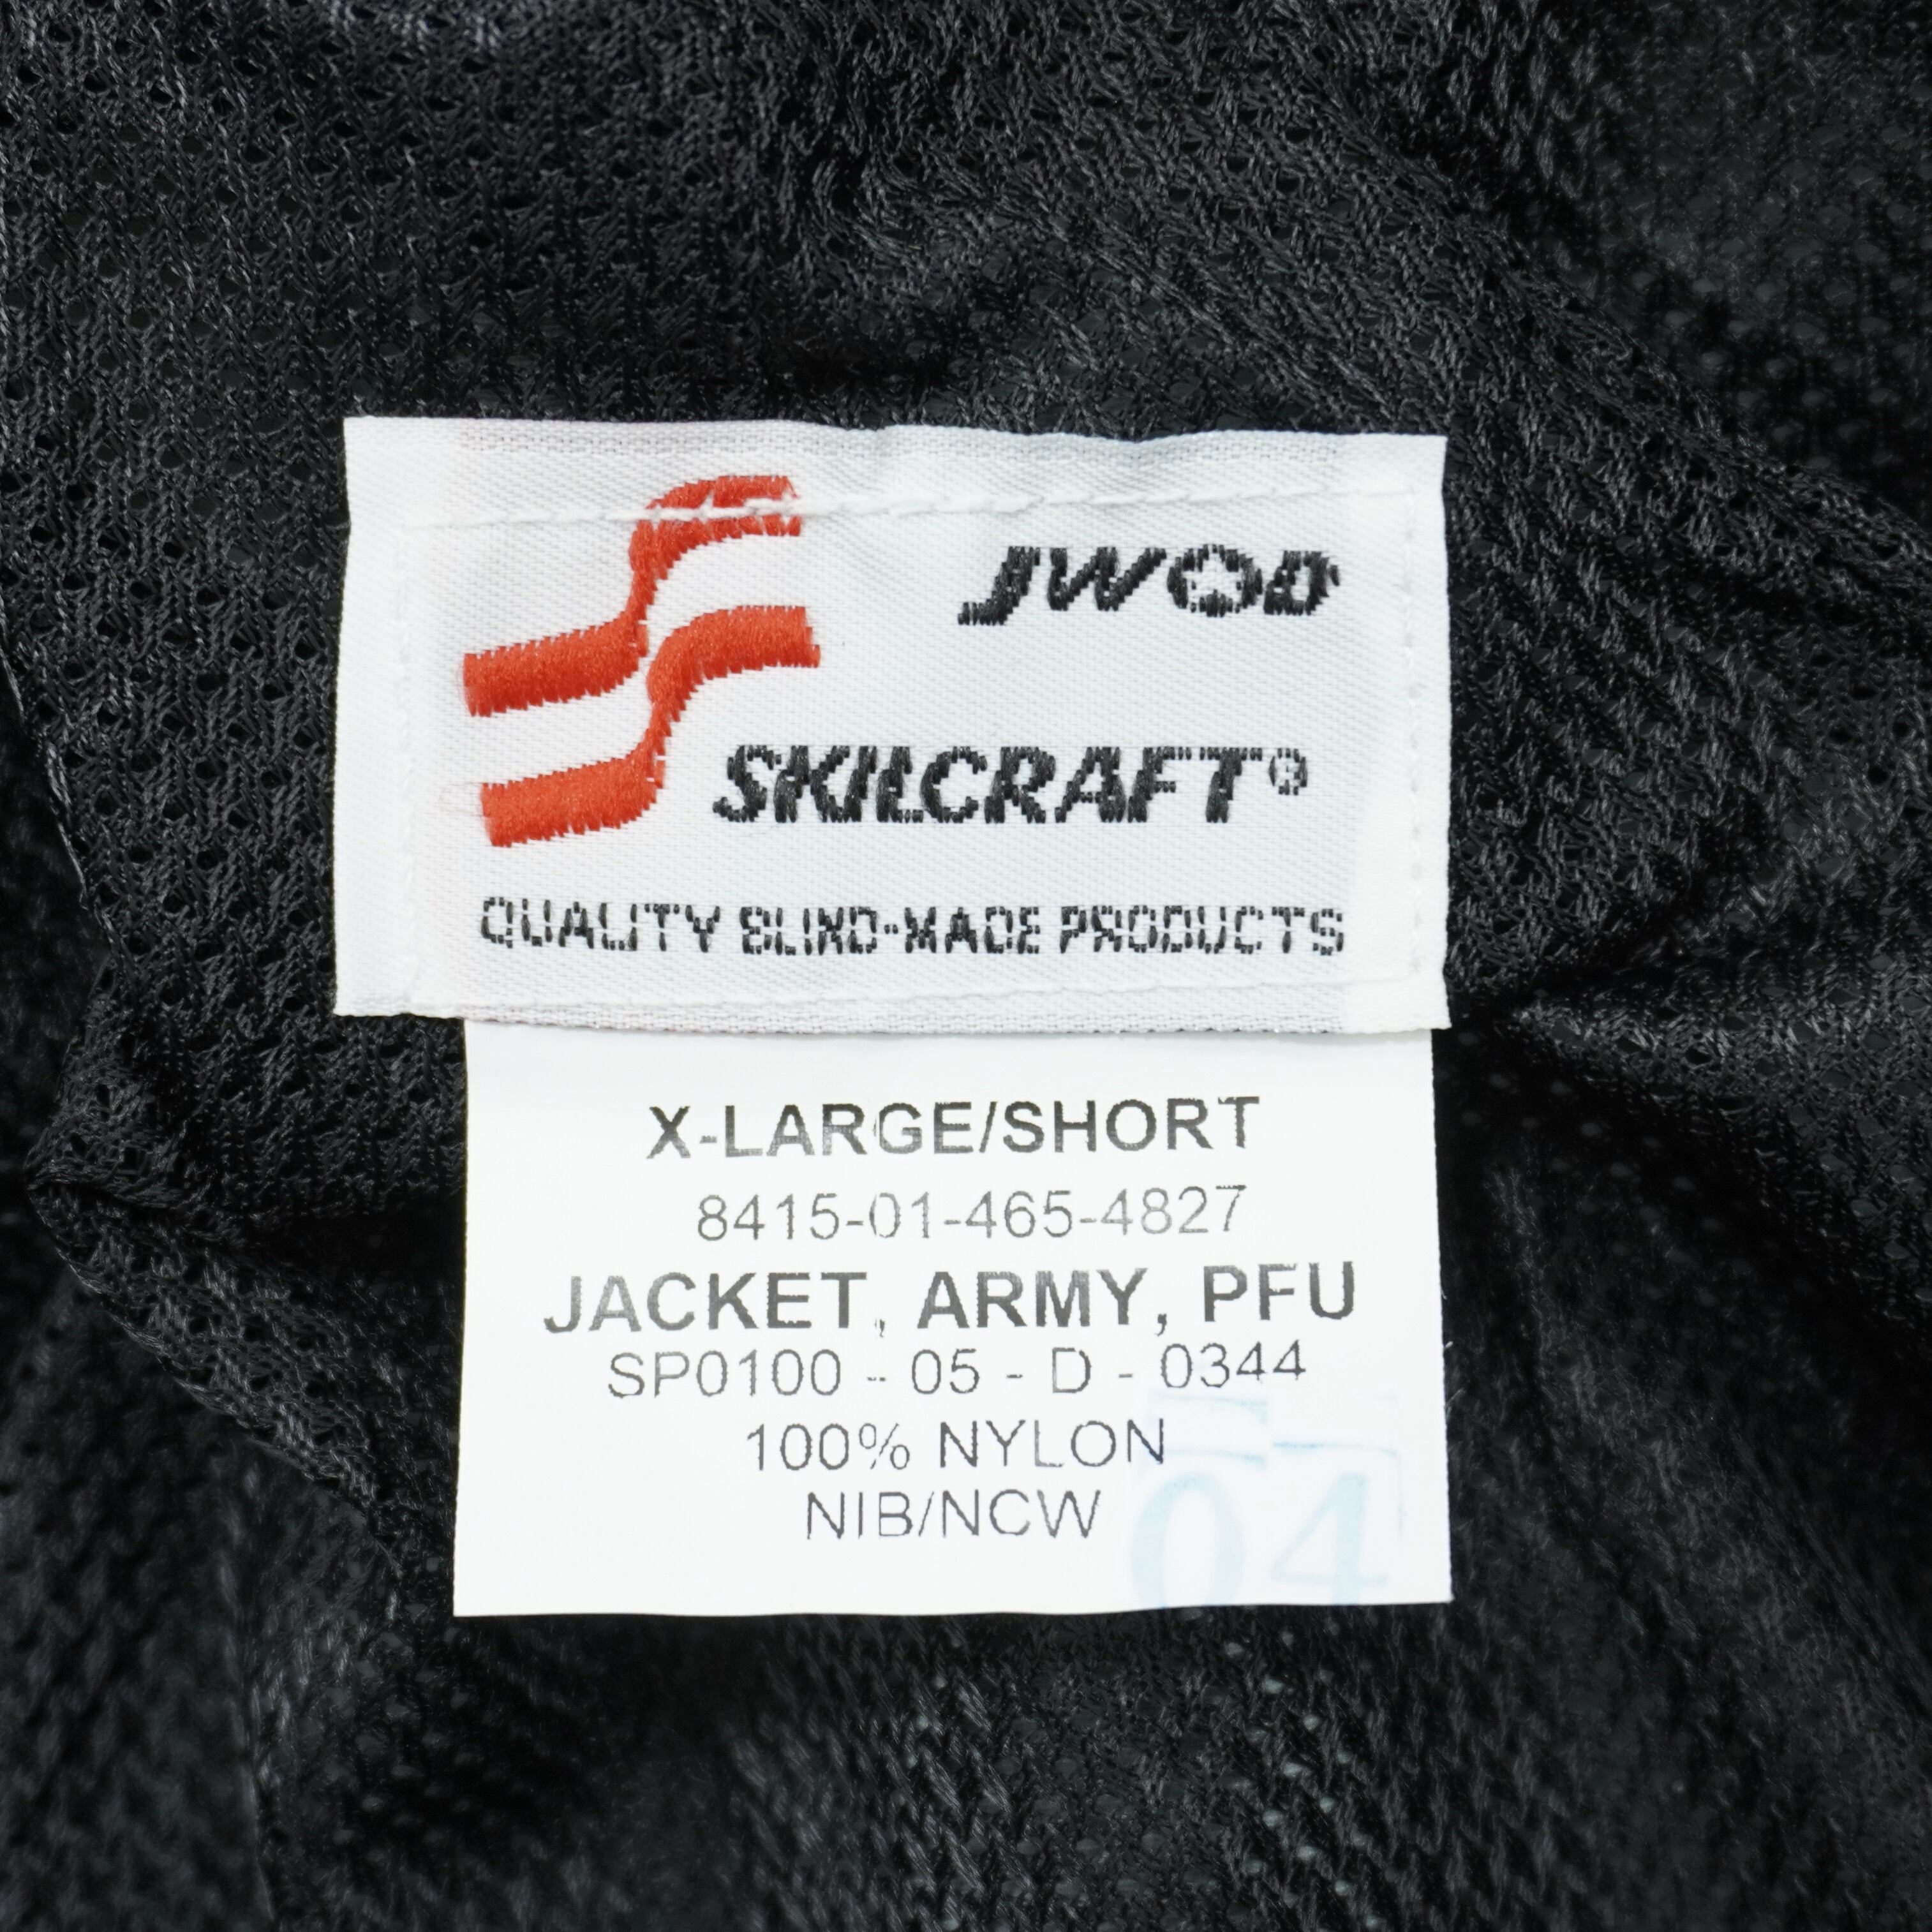 JWOD
SKILCRAFT®
QUALITY BLIND-MADE PRODUCTS
X-LARGE/SHORT
8415-01-465-4827
JACKET, ARMY, PFU
SP0100 - 05 - D - 0344
100% NYLON
NIB/NCW
04